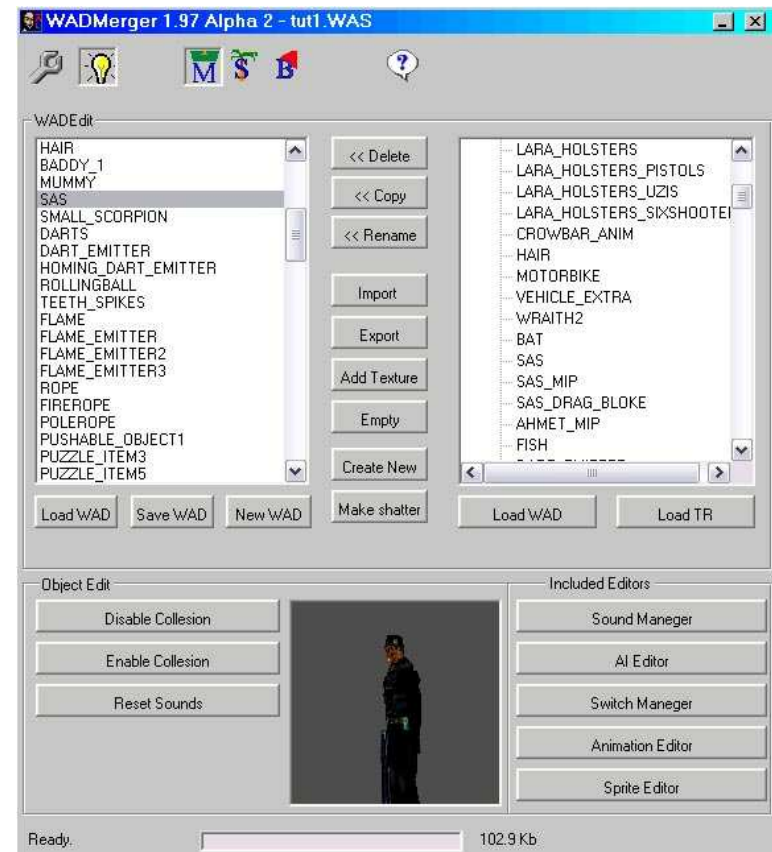 WADMerger 1.97 Alpha 2 - tut1.WAS
M $ B ?
WADEdit
HAIR
BADDY_1
MUMMY
SAS
SMALL_SCORPION
DARTS
DART_EMITTER
HOMING_DART_EMITTER
ROLLINGBALL
TEETH_SPIKES
FLAME
FLAME_EMITTER
FLAME_EMITTER2
FLAME_EMITTER3
ROPE
FIREROPE
POLEROPE
PUSHABLE_OBJECT1
PUZZLE_ITEM3
PUZZLE_ITEM5
<< Delete
<< Copy
<< Rename
Import
Export
Add Texture
Empty
Create New
Make shatter
LARA_HOLSTERS
LARA_HOLSTERS_PISTOLS
LARA_HOLSTERS_UZIS
LARA_HOLSTERS_SIXSHOOTE
CROWBAR_ANIM
HAIR
MOTORBIKE
VEHICLE_EXTRA
WRAITH2
BAT
SAS
SAS_MIP
SAS_DRAG_BLOKE
AHMET_MIP
FISH
Load WAD
Save WAD
New WAD
Load WAD
Load TR
Object Edit
Disable Collesion
Enable Collesion
Reset Sounds
Included Editors
Sound Maneger
AI Editor
Switch Maneger
Animation Editor
Sprite Editor
Ready.
102.9 Kb